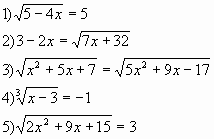 1) √(5 − 4x) = 5
2) 3 − 2x = √(7x + 32)
3) √(x² + 5x + 7) = √(5x² + 9x − 17)
4) ∛(x − 3) = −1
5) √(2x² + 9x + 15) = 3